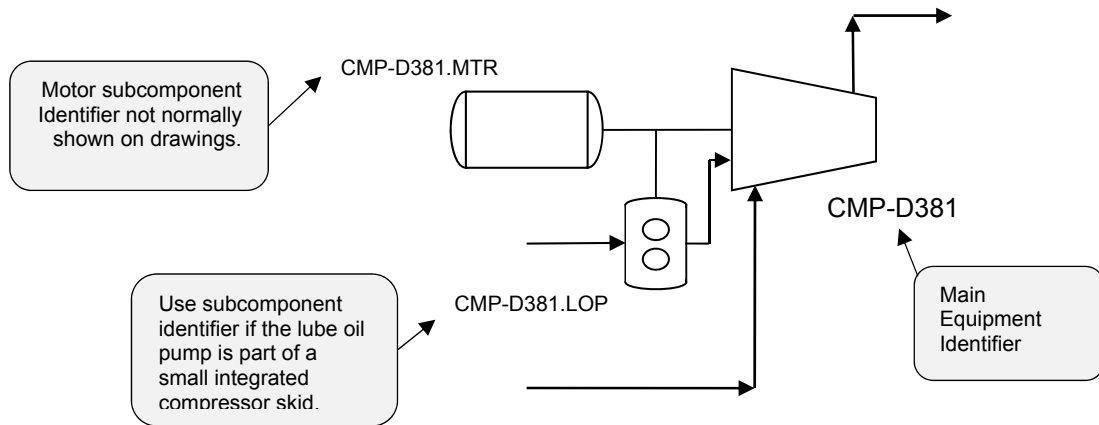 CMP-D381.MTR
Motor subcomponent
Identifier not normally
shown on drawings.
CMP-D381
Use subcomponent
identifier if the lube oil
pump is part of a
small integrated
compressor skid.
CMP-D381.LOP
Main
Equipment
Identifier